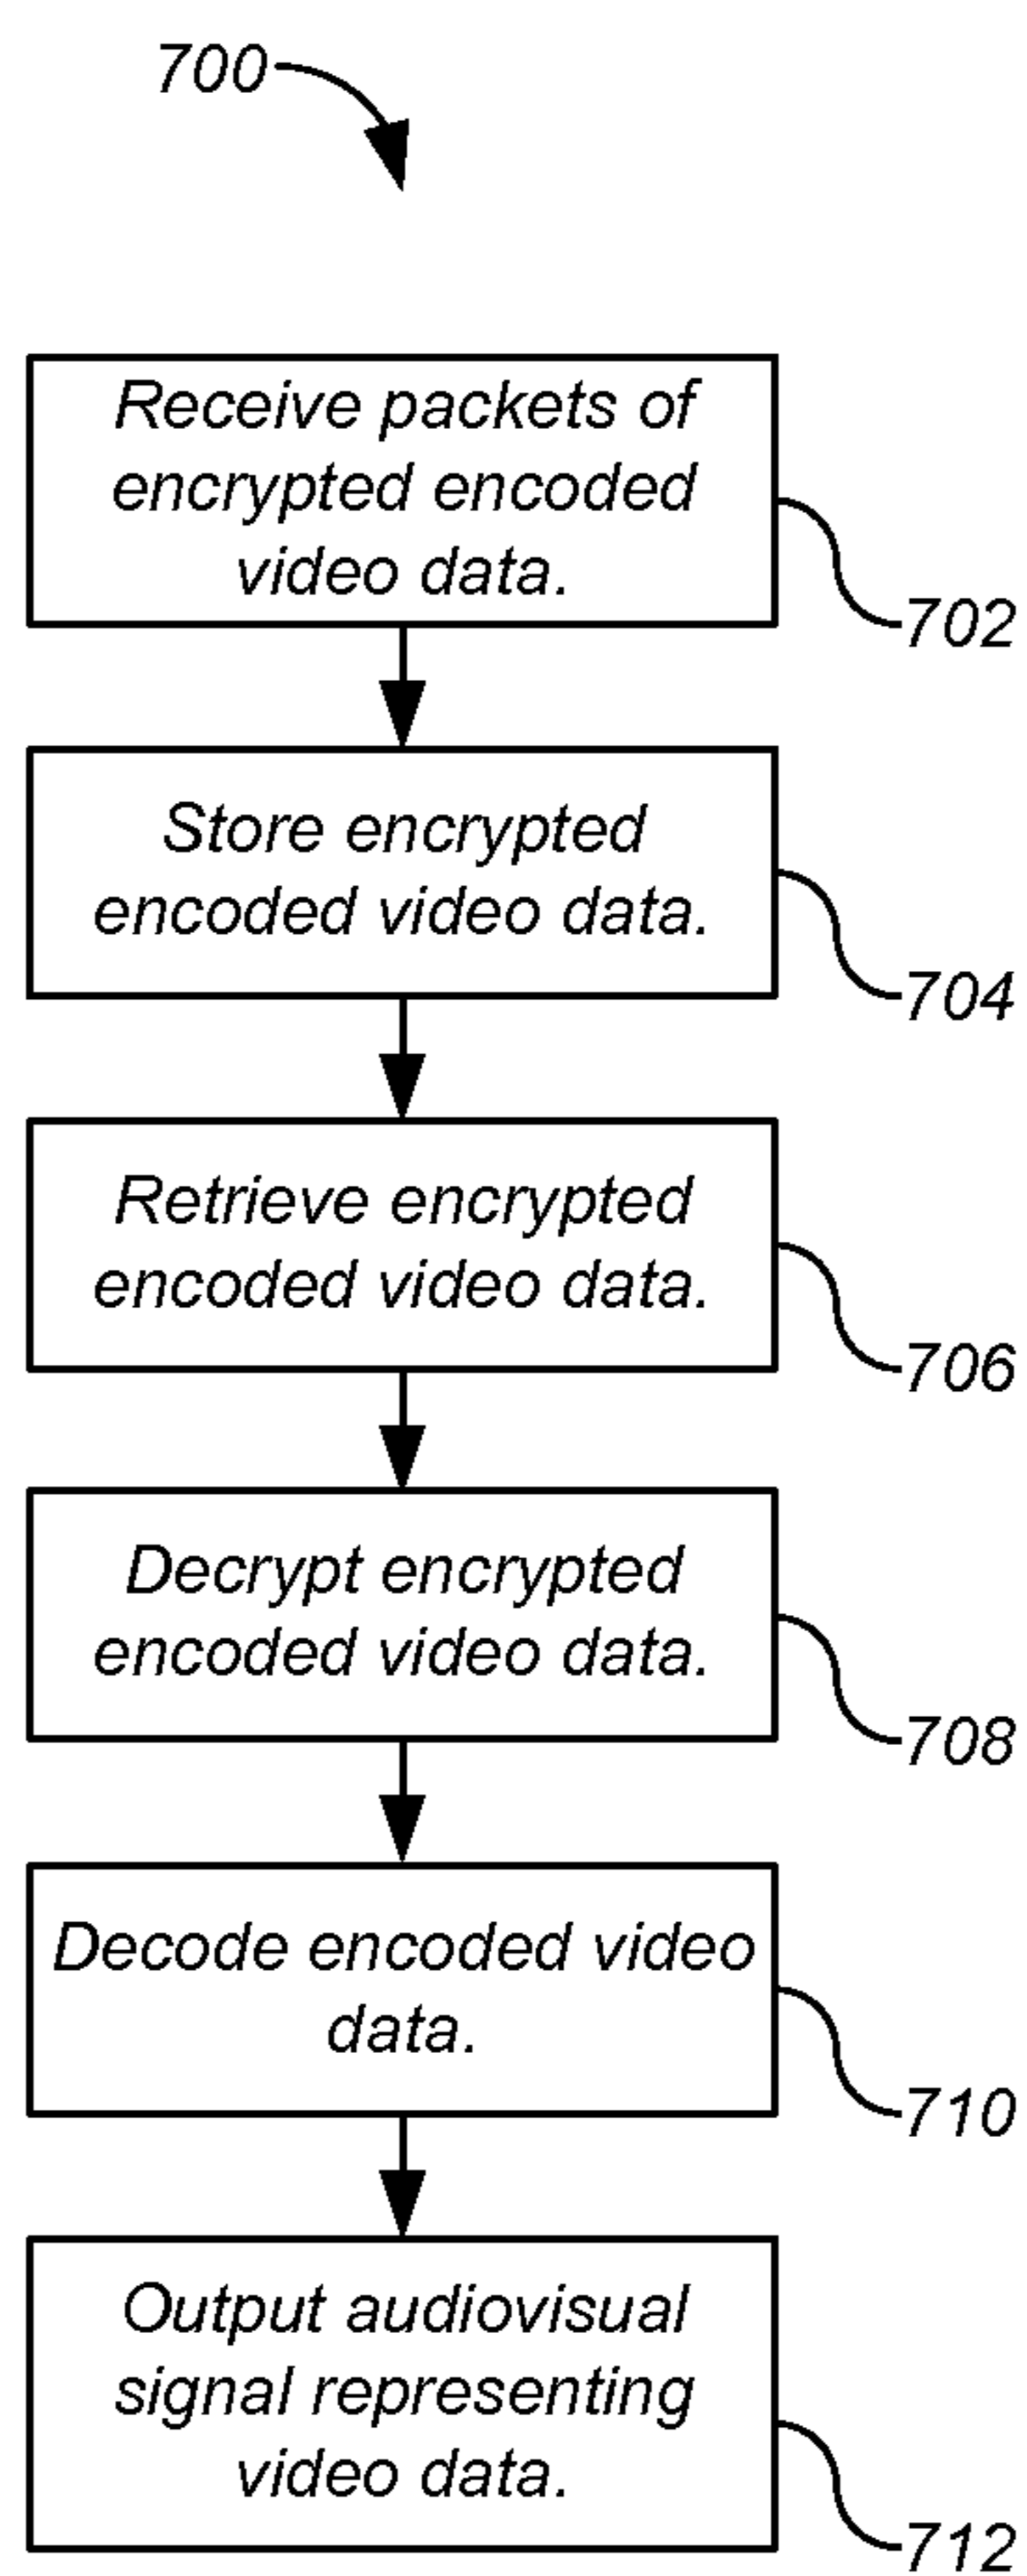 700
Receive packets of
encrypted encoded
video data.
702
Store encrypted
encoded video data.
704
Retrieve encrypted
encoded video data.
706
Decrypt encrypted
encoded video data.
708
Decode encoded video
data.
710
Output audiovisual
signal representing
video data.
712